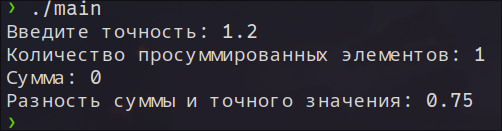 ❯ ./main
Введите точность: 1.2
Количество просуммированных элементов: 1
Сумма: 0
Разность суммы и точного значения: 0.75
❯